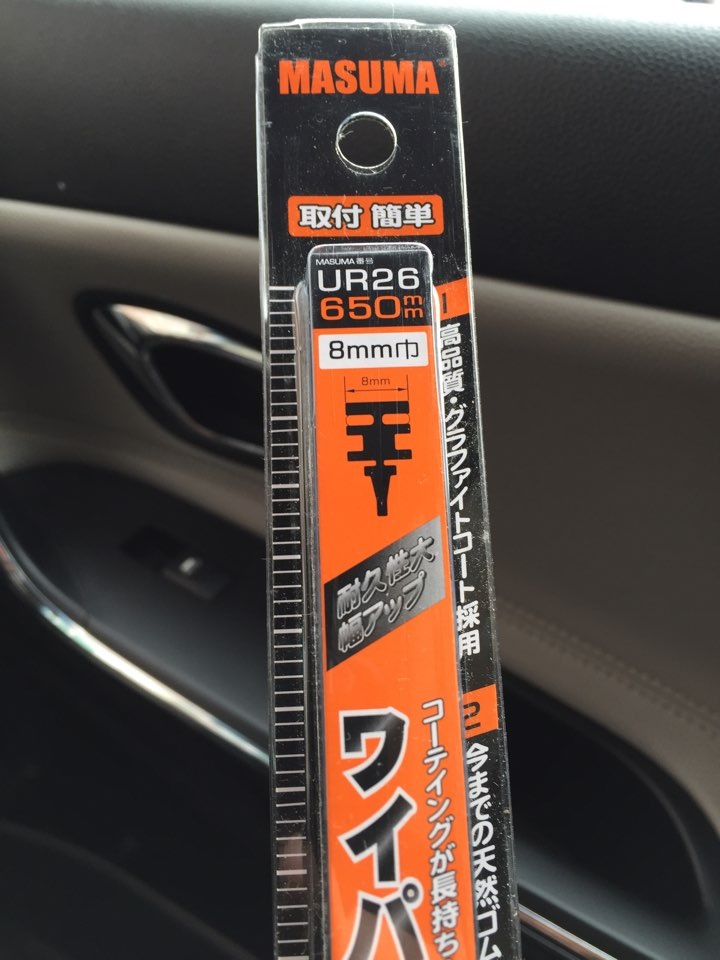 MASUMA
取付 簡単
MASUMA 番号
UR26
650mm
8mm巾
8mm
耐久性大
幅アップ
ワイパ
コーティングが長持ち
1
高品質・グラファイトコート採用
2
今までの天然ゴム